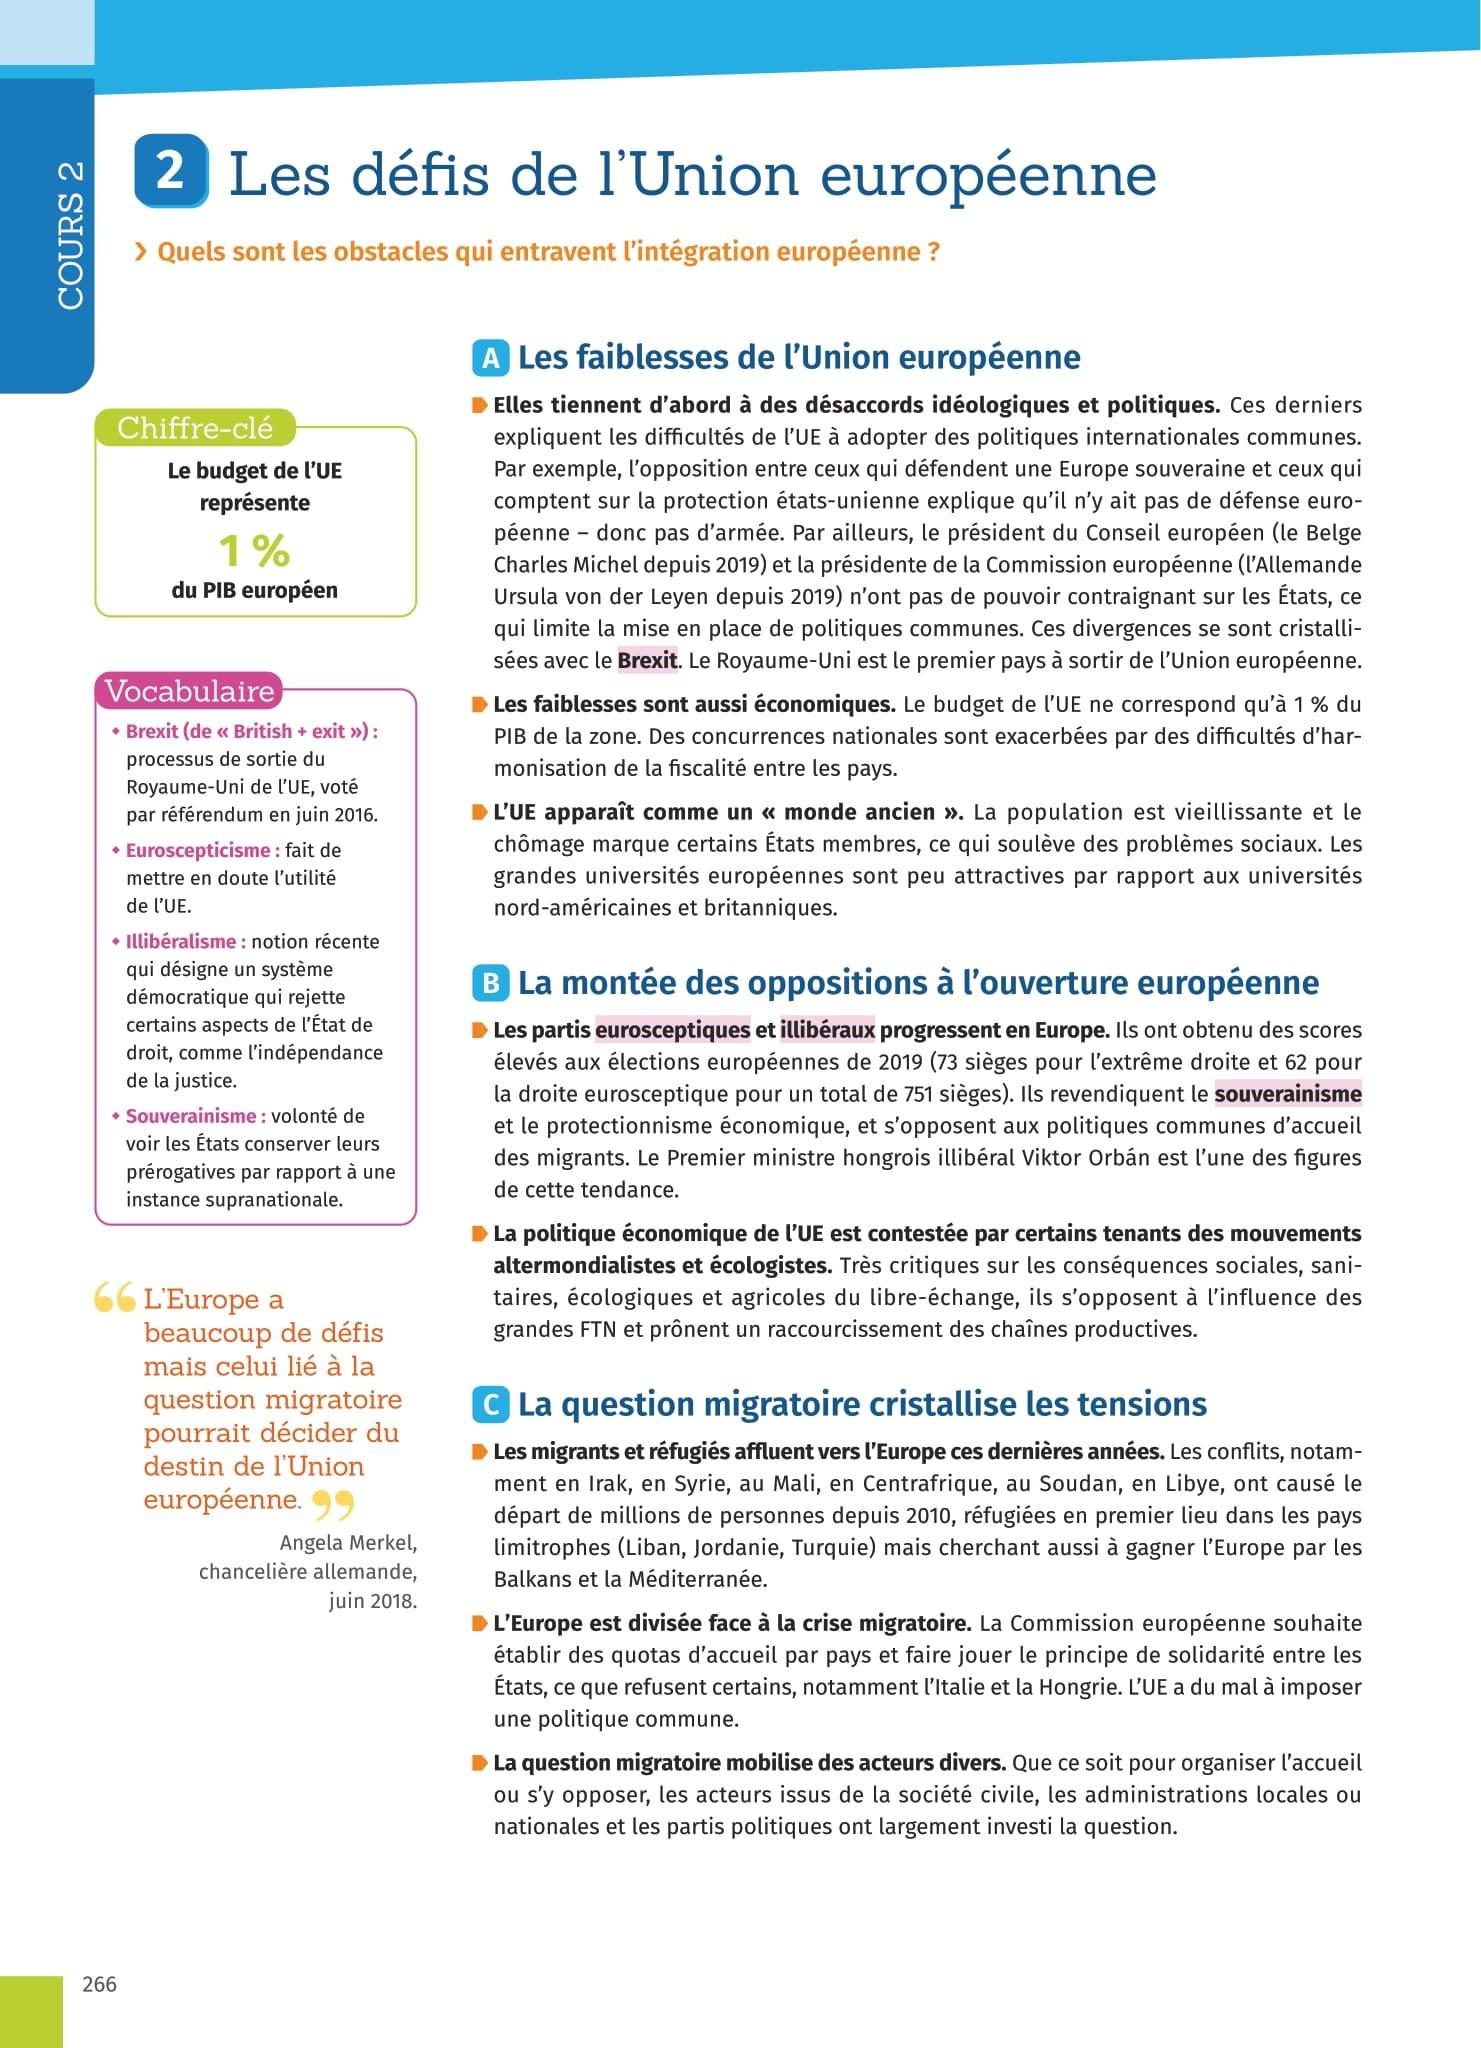 COURS 2
2 Les défis de l’Union européenne
› Quels sont les obstacles qui entravent l’intégration européenne ?
Chiffre-clé
Le budget de l’UE
représente
1 %
du PIB européen
Vocabulaire
• Brexit (de « British + exit ») :
processus de sortie du
Royaume-Uni de l’UE, voté
par référendum en juin 2016.
• Euroscepticisme : fait de
mettre en doute l’utilité
de l’UE.
• Illibéralisme : notion récente
qui désigne un système
démocratique qui rejette
certains aspects de l’État de
droit, comme l’indépendance
de la justice.
• Souverainisme : volonté de
voir les États conserver leurs
prérogatives par rapport à une
instance supranationale.
“ L’Europe a
beaucoup de défis
mais celui lié à la
question migratoire
pourrait décider du
destin de l’Union
européenne. ”
Angela Merkel,
chancelière allemande,
juin 2018.
A Les faiblesses de l’Union européenne
Elles tiennent d’abord à des désaccords idéologiques et politiques. Ces derniers
expliquent les difficultés de l’UE à adopter des politiques internationales communes.
Par exemple, l’opposition entre ceux qui défendent une Europe souveraine et ceux qui
comptent sur la protection états-unienne explique qu’il n’y ait pas de défense euro-
péenne – donc pas d’armée. Par ailleurs, le président du Conseil européen (le Belge
Charles Michel depuis 2019) et la présidente de la Commission européenne (l’Allemande
Ursula von der Leyen depuis 2019) n’ont pas de pouvoir contraignant sur les États, ce
qui limite la mise en place de politiques communes. Ces divergences se sont cristalli-
sées avec le Brexit. Le Royaume-Uni est le premier pays à sortir de l’Union européenne.
Les faiblesses sont aussi économiques. Le budget de l’UE ne correspond qu’à 1 % du
PIB de la zone. Des concurrences nationales sont exacerbées par des difficultés d’har-
monisation de la fiscalité entre les pays.
L’UE apparaît comme un « monde ancien ». La population est vieillissante et le
chômage marque certains États membres, ce qui soulève des problèmes sociaux. Les
grandes universités européennes sont peu attractives par rapport aux universités
nord-américaines et britanniques.
B La montée des oppositions à l’ouverture européenne
Les partis eurosceptiques et illibéraux progressent en Europe. Ils ont obtenu des scores
élevés aux élections européennes de 2019 (73 sièges pour l’extrême droite et 62 pour
la droite eurosceptique pour un total de 751 sièges). Ils revendiquent le souverainisme
et le protectionnisme économique, et s’opposent aux politiques communes d’accueil
des migrants. Le Premier ministre hongrois illibéral Viktor Orbán est l’une des figures
de cette tendance.
La politique économique de l’UE est contestée par certains tenants des mouvements
altermondialistes et écologistes. Très critiques sur les conséquences sociales, sani-
taires, écologiques et agricoles du libre-échange, ils s’opposent à l’influence des
grandes FTN et prônent un raccourcissement des chaînes productives.
C La question migratoire cristallise les tensions
Les migrants et réfugiés affluent vers l’Europe ces dernières années. Les conflits, notam-
ment en Irak, en Syrie, au Mali, en Centrafrique, au Soudan, en Libye, ont causé le
départ de millions de personnes depuis 2010, réfugiées en premier lieu dans les pays
limitrophes (Liban, Jordanie, Turquie) mais cherchant aussi à gagner l’Europe par les
Balkans et la Méditerranée.
L’Europe est divisée face à la crise migratoire. La Commission européenne souhaite
établir des quotas d’accueil par pays et faire jouer le principe de solidarité entre les
États, ce que refusent certains, notamment l’Italie et la Hongrie. L’UE a du mal à imposer
une politique commune.
La question migratoire mobilise des acteurs divers. Que ce soit pour organiser l’accueil
ou s’y opposer, les acteurs issus de la société civile, les administrations locales ou
nationales et les partis politiques ont largement investi la question.
266